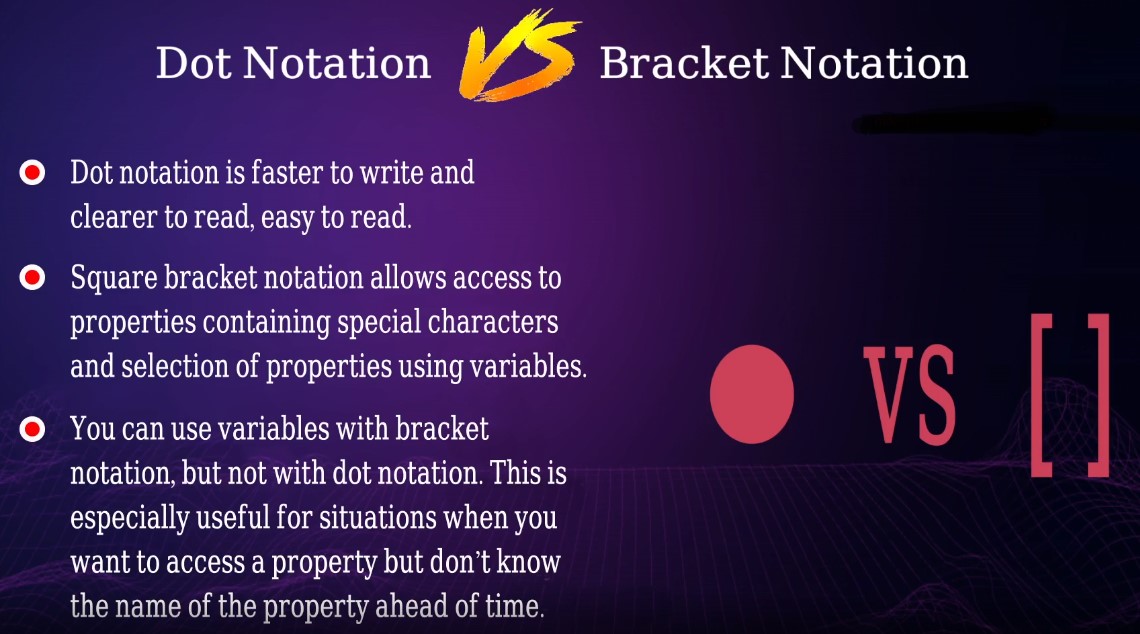 Dot Notation VS Bracket Notation
Dot notation is faster to write and
clearer to read, easy to read.
Square bracket notation allows access to
properties containing special characters
and selection of properties using variables.
You can use variables with bracket
notation, but not with dot notation. This is
especially useful for situations when you
want to access a property but don’t know
the name of the property ahead of time.
VS [ ]